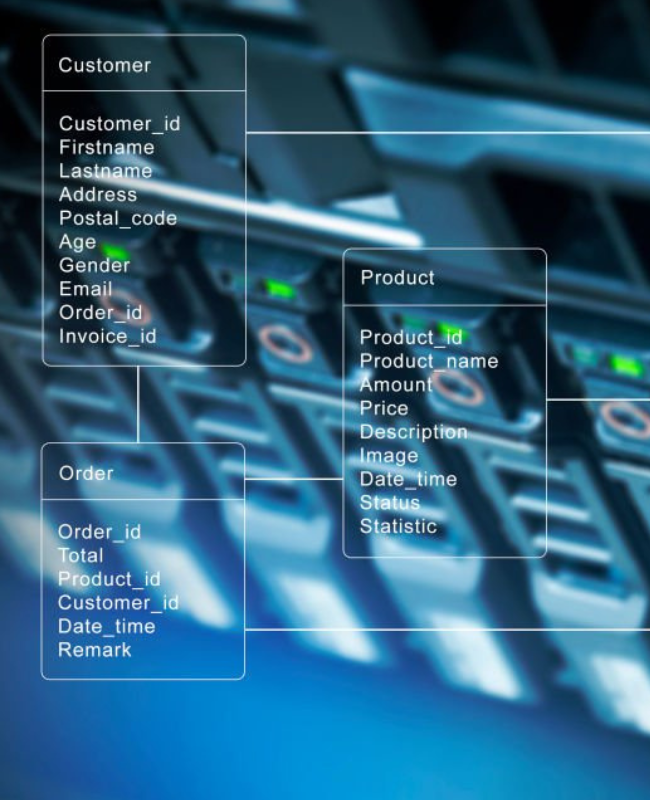 Customer
Customer_id
Firstname
Lastname
Address
Postal_code
Age
Gender
Email
Order_id
Invoice_id
Product
Product_id
Product_name
Amount
Price
Description
Image
Date_time
Status
Statistic
Order
Order_id
Total
Product_id
Customer_id
Date_time
Remark